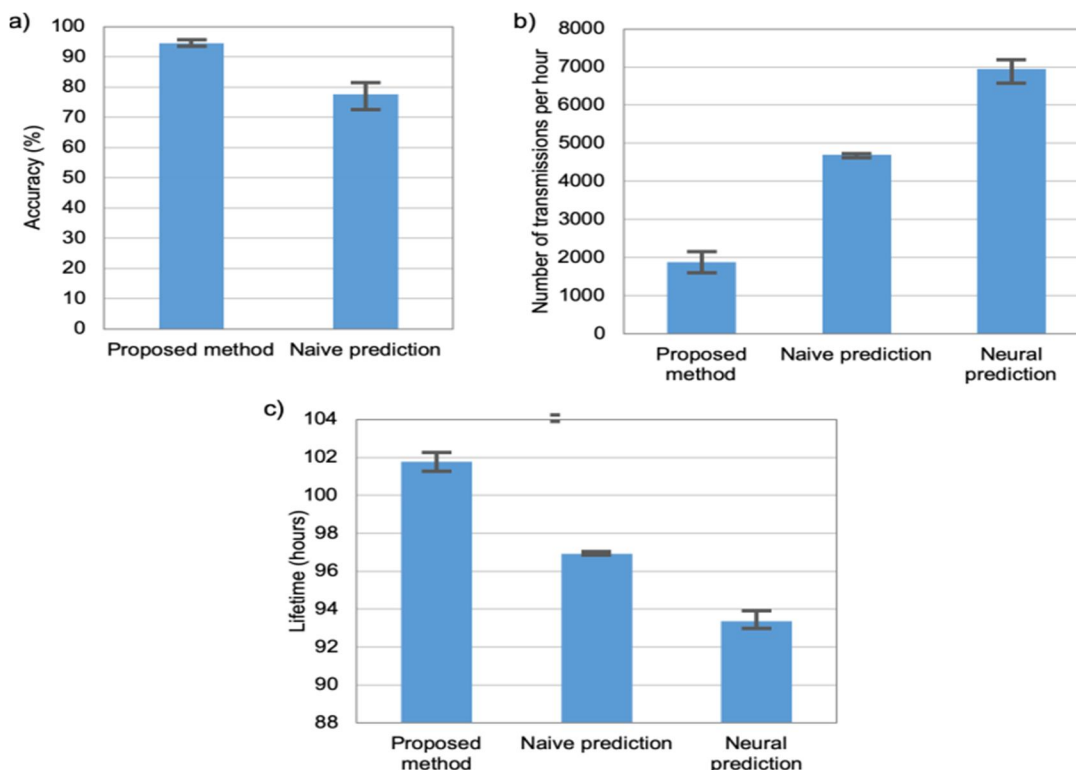 a)
Accuracy (%)
100
90
80
70
60
50
40
30
20
10
0
Proposed method
Naive prediction
b)
Number of transmissions per hour
8000
7000
6000
5000
4000
3000
2000
1000
0
Proposed
method
Naive prediction
Neural
prediction
c)
Lifetime (hours)
104
102
100
98
96
94
92
90
88
Proposed
method
Naive prediction
Neural
prediction